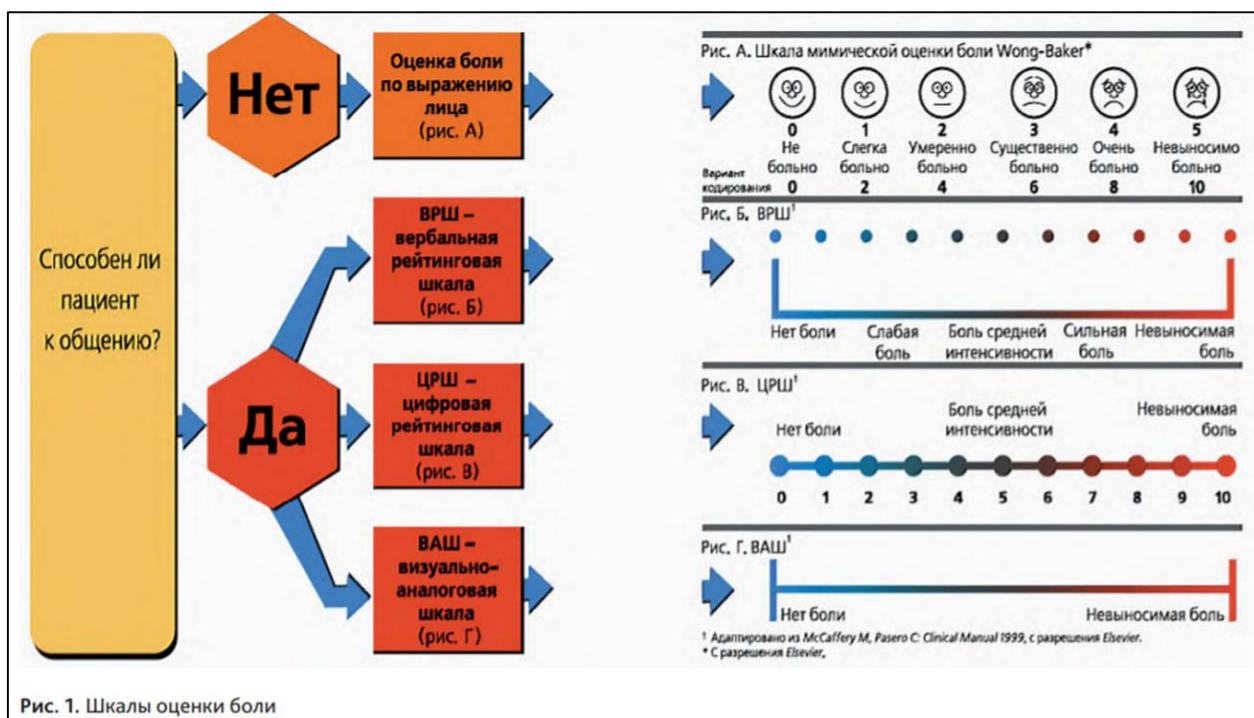 Способен ли
пациент
к общению?
Нет
Оценка боли
по выражению
лица
(рис. А)
Да
ВРШ –
вербальная
рейтинговая
шкала
(рис. Б)
ЦРШ –
цифровая
рейтинговая
шкала
(рис. В)
ВАШ –
визуально-
аналоговая
шкала
(рис. Г)
Рис. А. Шкала мимической оценки боли Wong-Baker*
0 1 2 3 4 5
Не Слегка Умеренно Существенно Очень Невыносимо
больно больно больно больно больно больно
Вариант
кодирования 0 2 4 6 8 10
Рис. Б. ВРШ¹
Нет боли Слабая Боль средней Сильная Невыносимая
боль интенсивности боль боль
Рис. В. ЦРШ¹
Боль средней Невыносимая
Нет боли интенсивности боль
0 1 2 3 4 5 6 7 8 9 10
Рис. Г. ВАШ¹
Нет боли Невыносимая боль
¹ Адаптировано из McCaffery M, Pasero C: Clinical Manual 1999, с разрешения Elsevier.
* С разрешения Elsevier.
Рис. 1. Шкалы оценки боли